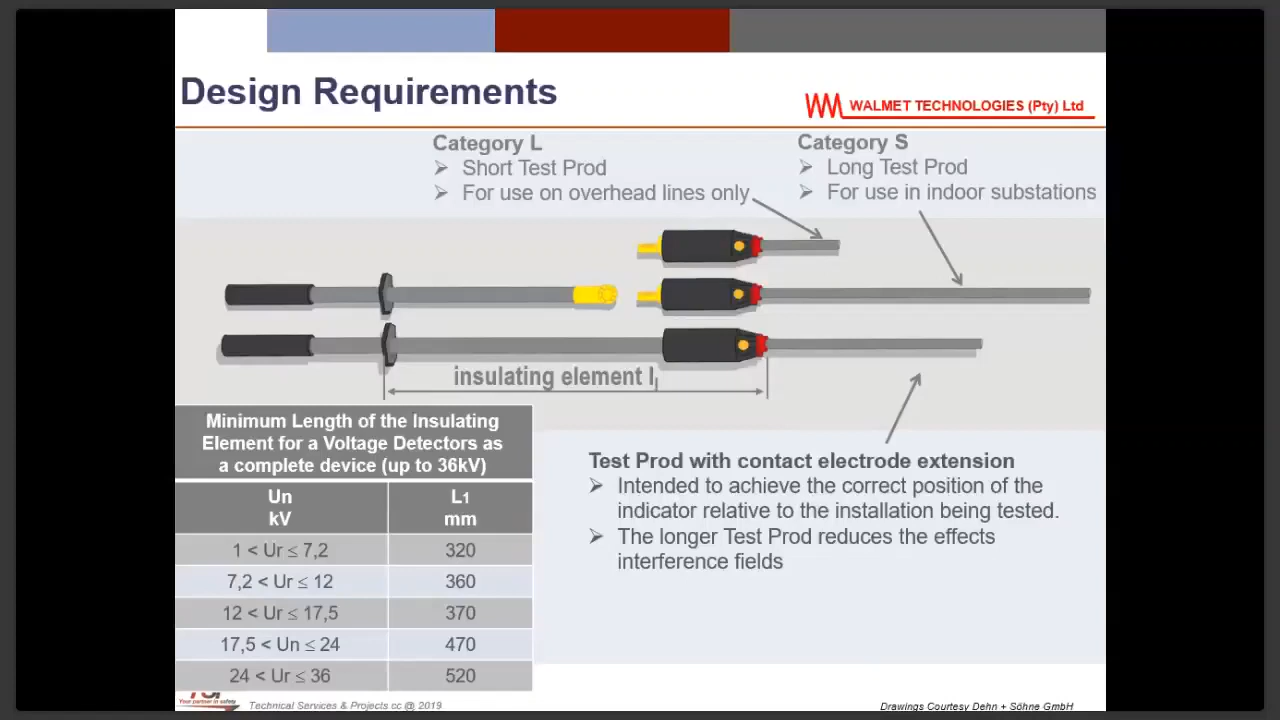 Design Requirements
WALMET TECHNOLOGIES (Pty) Ltd
Category L
➢ Short Test Prod
➢ For use on overhead lines only
Category S
➢ Long Test Prod
➢ For use in indoor substations
insulating element l
Minimum Length of the Insulating
Element for a Voltage Detectors as
a complete device (up to 36kV)
Un kV
L1 mm
1 < Ur ≤ 7,2 320
7,2 < Ur ≤ 12 360
12 < Ur ≤ 17,5 370
17,5 < Un ≤ 24 470
24 < Ur ≤ 36 520
Test Prod with contact electrode extension
➢ Intended to achieve the correct position of the
indicator relative to the installation being tested.
➢ The longer Test Prod reduces the effects
interference fields
Your partner in safety
Technical Services & Projects cc @ 2019
Drawings Courtesy Dehn + Söhne GmbH